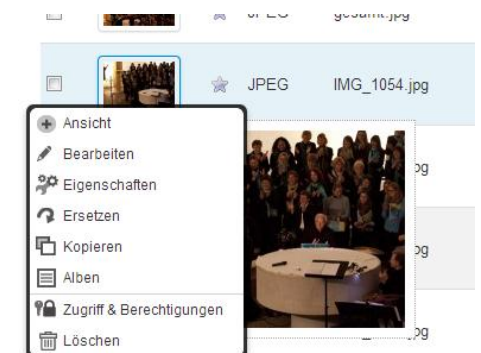 gesamt.jpg
JPEG IMG_1054.jpg
Ansicht
Bearbeiten
Eigenschaften
Ersetzen
Kopieren
Alben
Zugriff & Berechtigungen
Löschen